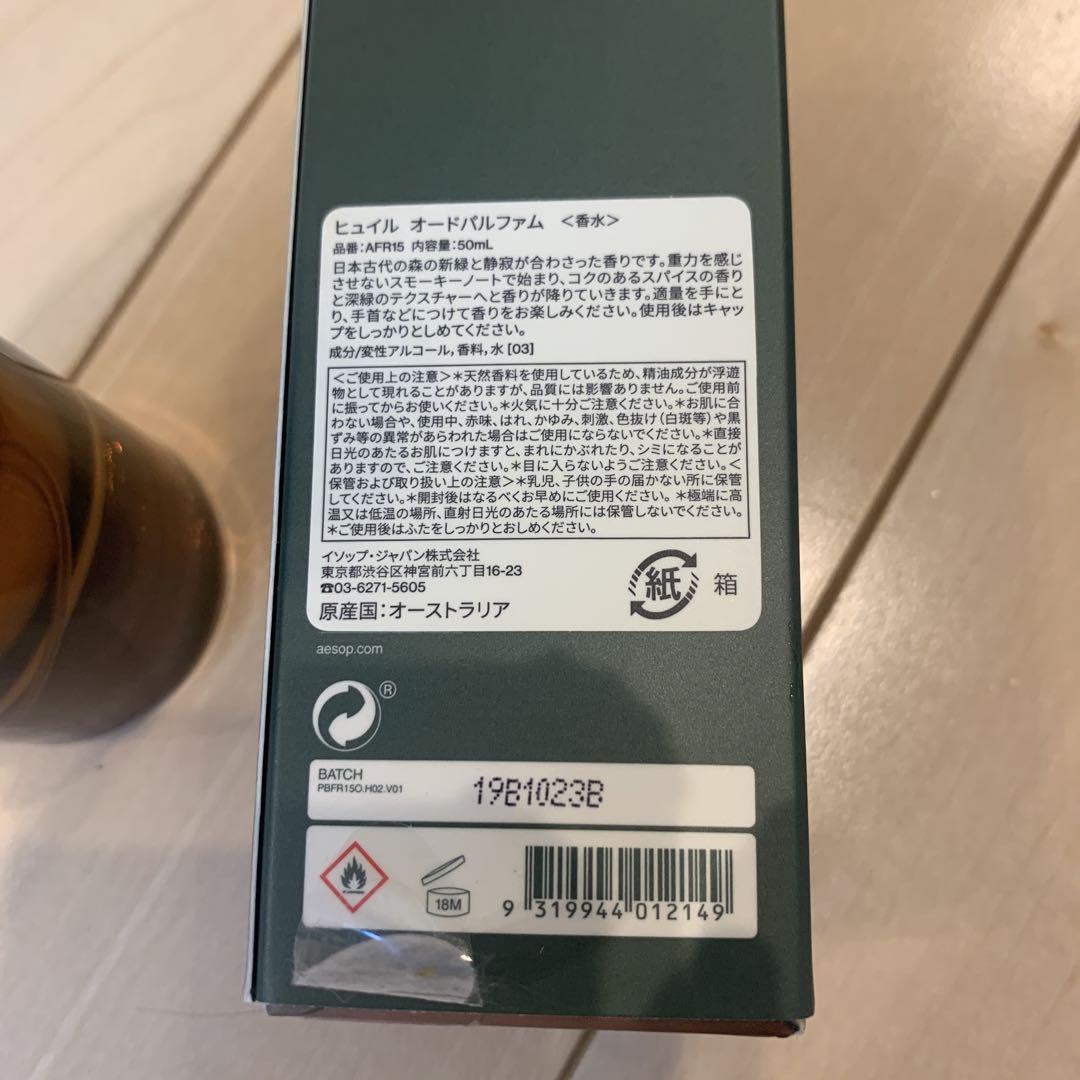 ヒュイル オードパルファム <香水>
品番:AFR15 内容量:50mL
日本古代の森の新緑と静寂が合わさった香りです。重力を感じ
させないスモーキーノートで始まり、コクのあるスパイスの香り
と深緑のテクスチャーへと香りが降りていきます。適量を手にと
り、手首などにつけて香りをお楽しみください。使用後はキャッ
プをしっかりとしめてください。
成分/変性アルコール,香料,水 [03]
<ご使用上の注意>*天然香料を使用しているため、精油成分が浮遊
物として現れることがありますが、品質には影響ありません。ご使用前
に振ってからお使いください。*火気に十分ご注意ください。*お肌に合
わない場合や、使用中、赤味、はれ、かゆみ、刺激、色抜け(白斑等)や黒
ずみ等の異常があらわれた場合はご使用にならないでください。*直接
日光のあたるお肌につけますと、まれにかぶれたり、シミになることが
ありますので、ご注意ください。*目に入らないようご注意ください。<
保管および取り扱い上の注意>*乳児、子供の手の届かない所に保管
してください。*開封後はなるべくお早めにご使用ください。 *極端に高
温又は低温の場所、直射日光のあたる場所には保管しないでください。
*ご使用後はふたをしっかりとおしめください。
イソップ・ジャパン株式会社
東京都渋谷区神宮前六丁目16-23
☎03-6271-5605
原産国:オーストラリア
紙 箱
aesop.com
®
BATCH
PBFR15O.H02.V01
19B1023B
18M
9 319944 012149